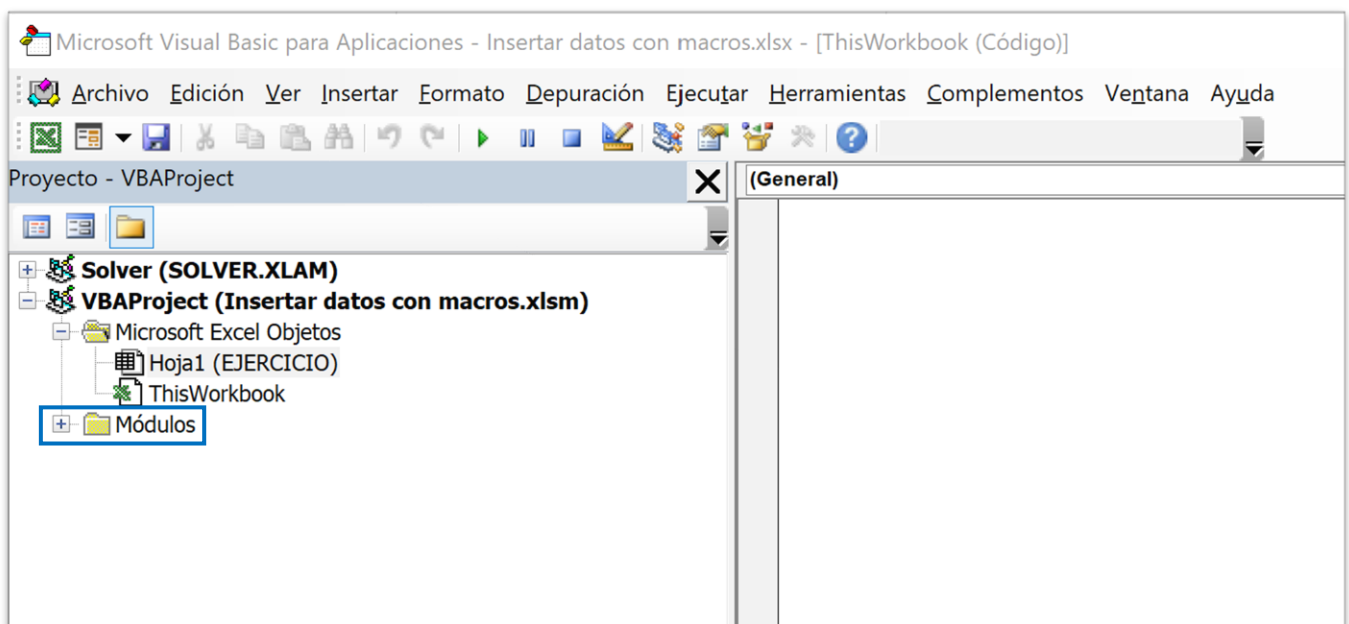 Microsoft Visual Basic para Aplicaciones - Insertar datos con macros.xlsx - [ThisWorkbook (Código)]
Archivo Edición Ver Insertar Formato Depuración Ejecutar Herramientas Complementos Ventana Ayuda
Proyecto - VBAProject
(General)
Solver (SOLVER.XLAM)
VBAProject (Insertar datos con macros.xlsm)
Microsoft Excel Objetos
Hoja1 (EJERCICIO)
ThisWorkbook
Módulos